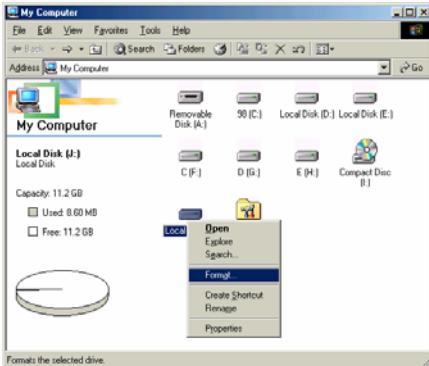 My Computer
File Edit View Favorites Tools Help
Back Search Folders
Address My Computer Go
My Computer
Local Disk (J:)
Local Disk
Capacity: 11.2 GB
Used: 8.60 MB
Free: 11.2 GB
Removable Disk (A:)
98 (C:)
Local Disk (D:)
Local Disk (E:)
C (F:)
D (G:)
E (H:)
Compact Disc (I:)
Local
Open
Explore
Search...
Format...
Create Shortcut
Rename
Properties
Formats the selected drive.